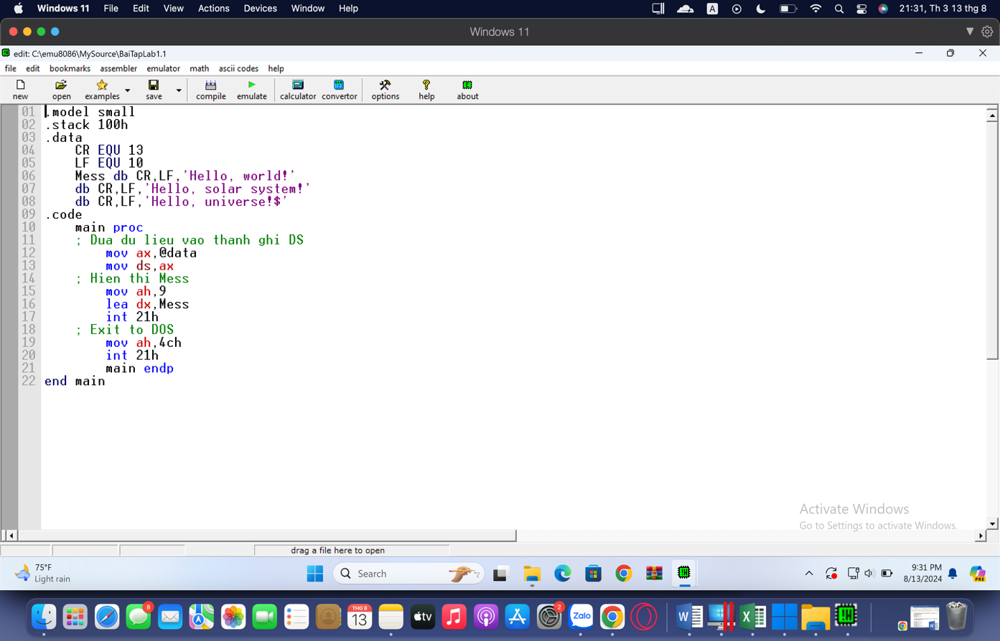 Windows 11 File Edit View Actions Devices Window Help A 21:31, Th 3 13 thg 8
Windows 11
edit: C:\emu8086\MySource\BaiTapLab1.1
file edit bookmarks assembler emulator math ascii codes help
new open examples save compile emulate calculator convertor options help about
01 .model small
02 .stack 100h
03 .data
04 CR EQU 13
05 LF EQU 10
06 Mess db CR,LF,'Hello, world!'
07 db CR,LF,'Hello, solar system!'
08 db CR,LF,'Hello, universe!$'
09 .code
10 main proc
11 ; Dua du lieu vao thanh ghi DS
12 mov ax,@data
13 mov ds,ax
14 ; Hien thi Mess
15 mov ah,9
16 lea dx,Mess
17 int 21h
18 ; Exit to DOS
19 mov ah,4ch
20 int 21h
21 main endp
22 end main
Activate Windows
Go to Settings to activate Windows.
drag a file here to open
75°F
Light rain
Search
9:31 PM
8/13/2024
PRE
8
THG 8
13
tv
2
Zalo
W
X